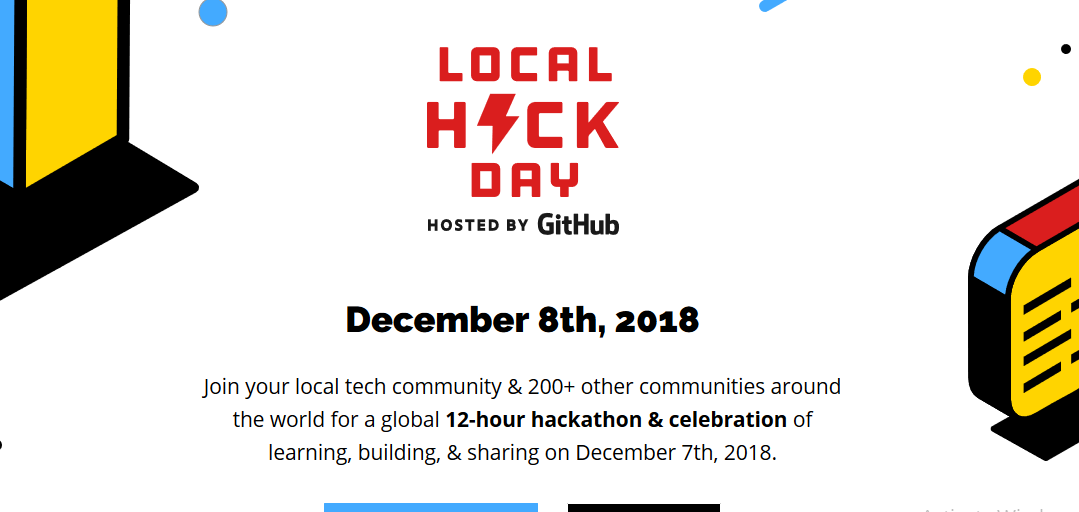 LOCAL
HACK
DAY
HOSTED BY GitHub
December 8th, 2018
Join your local tech community & 200+ other communities around
the world for a global 12-hour hackathon & celebration of
learning, building, & sharing on December 7th, 2018.